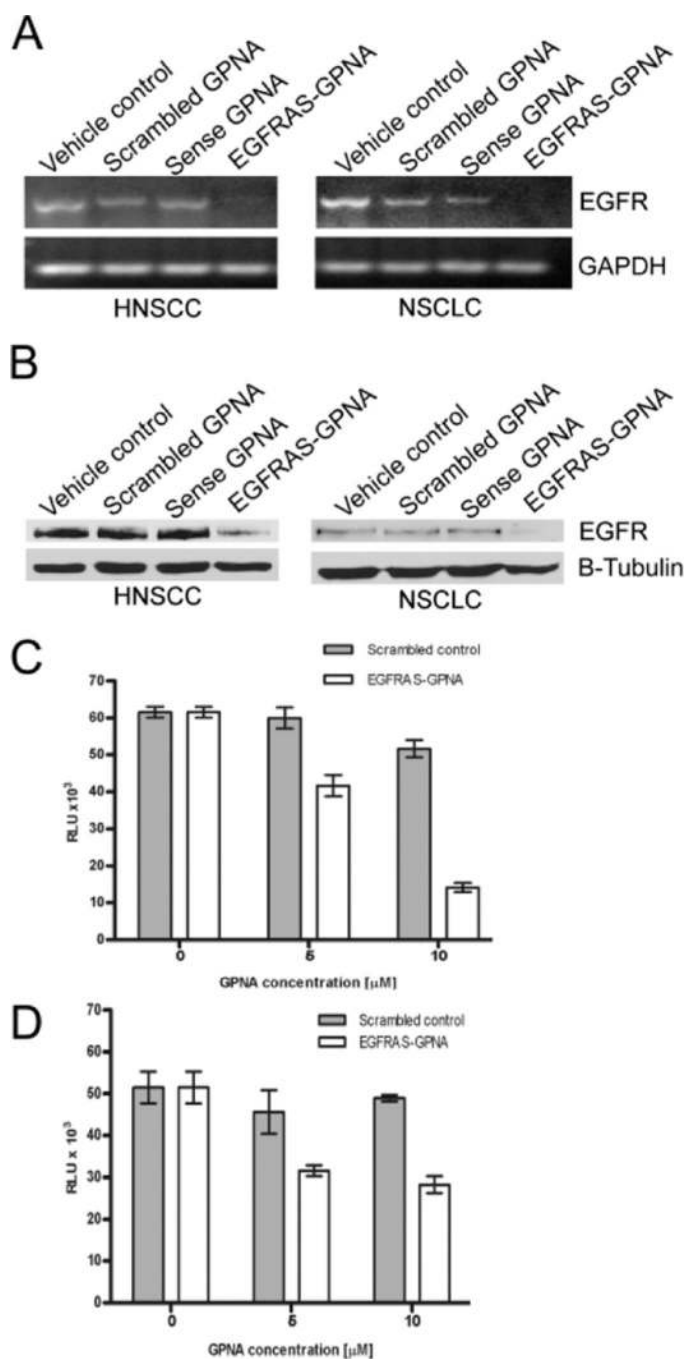 A
Vehicle control
Scrambled GPNA
Sense GPNA
EGFRAS-GPNA
Vehicle control
Scrambled GPNA
Sense GPNA
EGFRAS-GPNA
EGFR
GAPDH
HNSCC
NSCLC
B
Vehicle control
Scrambled GPNA
Sense GPNA
EGFRAS-GPNA
Vehicle control
Scrambled GPNA
Sense GPNA
EGFRAS-GPNA
EGFR
B-Tubulin
HNSCC
NSCLC
C
Scrambled control
EGFRAS-GPNA
RLU x10³
70
60
50
40
30
20
10
0
0
5
10
GPNA concentration [µM]
D
Scrambled control
EGFRAS-GPNA
RLU x 10³
70
60
50
40
30
20
10
0
0
5
10
GPNA concentration [µM]